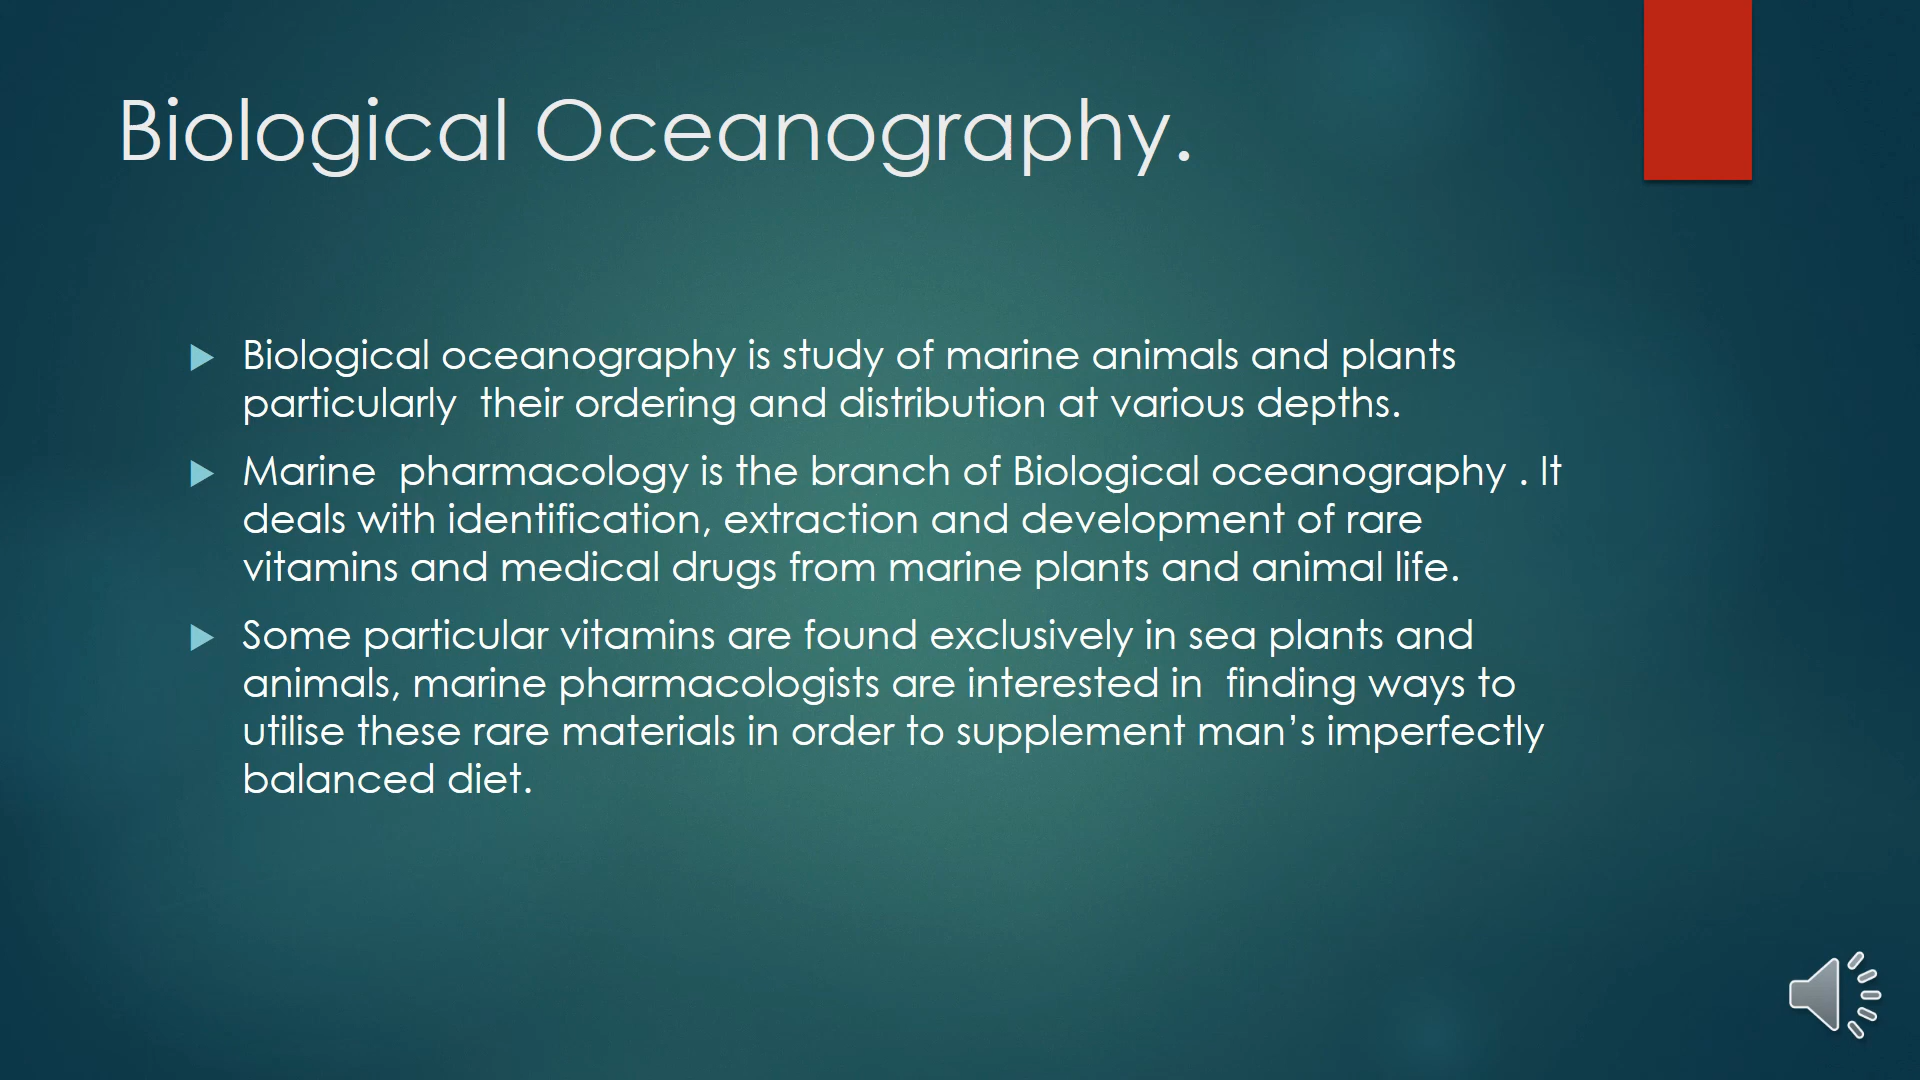 Biological Oceanography.
Biological oceanography is study of marine animals and plants
particularly  their ordering and distribution at various depths.
Marine  pharmacology is the branch of Biological oceanography . It
deals with identification, extraction and development of rare
vitamins and medical drugs from marine plants and animal life.
Some particular vitamins are found exclusively in sea plants and
animals, marine pharmacologists are interested in  finding ways to
utilise these rare materials in order to supplement man’s imperfectly
balanced diet.